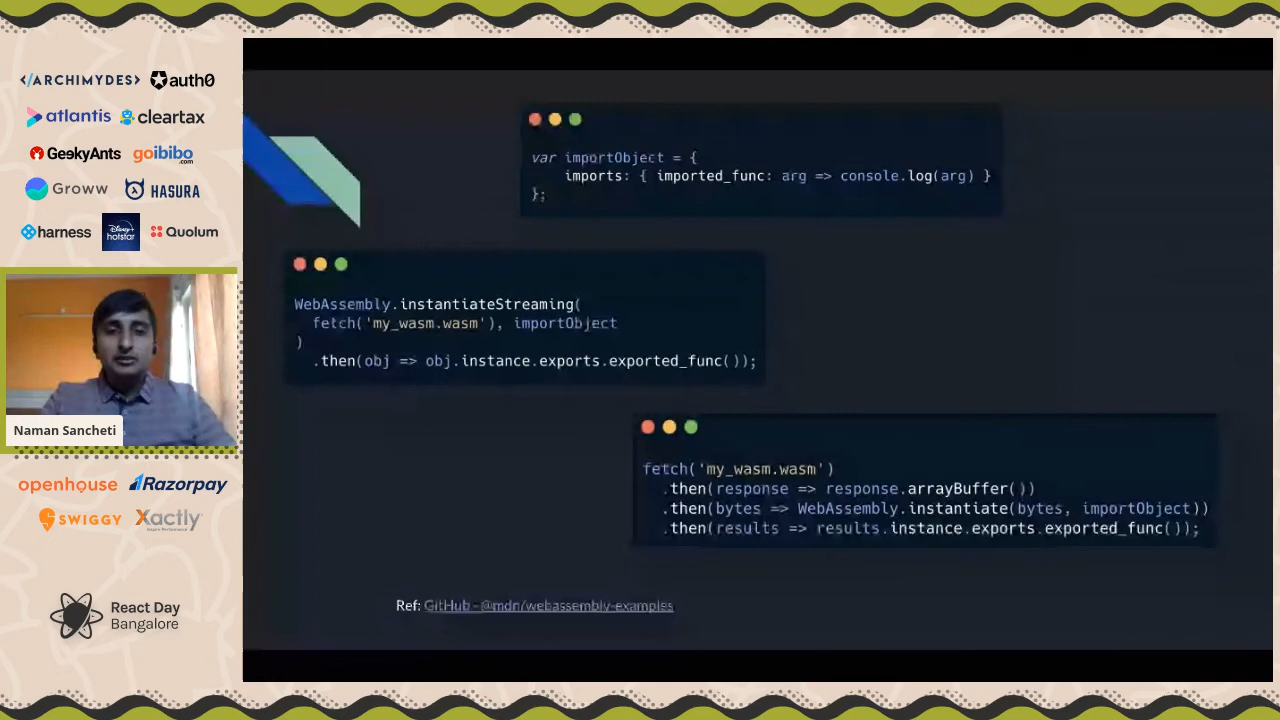 </ARCHIMYDES> auth0
atlantis cleartax
GeekyAnts goibibo.com
Groww HASURA
harness Disney+ hotstar Quolum
Naman Sancheti
openhouse Razorpay
SWIGGY Xactly
React Day
Bangalore
var importObject = {
imports: { imported_func: arg => console.log(arg) }
};
WebAssembly.instantiateStreaming(
fetch('my_wasm.wasm'), importObject
)
.then(obj => obj.instance.exports.exported_func());
fetch('my_wasm.wasm')
.then(response => response.arrayBuffer())
.then(bytes => WebAssembly.instantiate(bytes, importObject))
.then(results => results.instance.exports.exported_func());
Ref: GitHub - @mdn/webassembly-examples